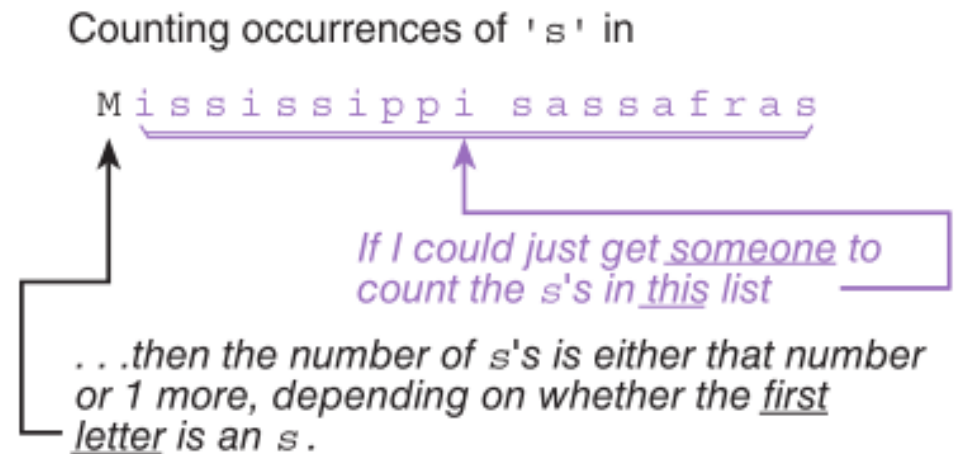 Counting occurrences of 's' in
Mississippi sassafras
If I could just get someone to
count the s's in this list
. . .then the number of s's is either that number
or 1 more, depending on whether the first
letter is an s.